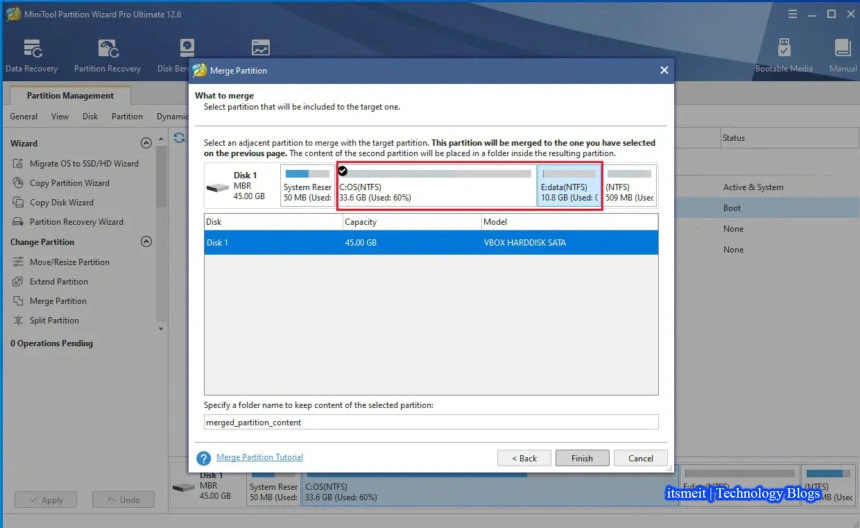 MiniTool Partition Wizard Pro Ultimate 12.6
Data Recovery
Partition Recovery
Disk Ben
Bootable Media
Manual
Partition Management
General View Disk Partition Dynamic
Wizard
Migrate OS to SSD/HD Wizard
Copy Partition Wizard
Copy Disk Wizard
Partition Recovery Wizard
Change Partition
Move/Resize Partition
Extend Partition
Merge Partition
Split Partition
0 Operations Pending
Apply
Undo
Status
Active & System
Boot
None
None
Merge Partition
What to merge
Select partition that will be included to the target one.
Select an adjacent partition to merge with the target partition. This partition will be merged to the one you have selected
on the previous page. The content of the second partition will be placed in a folder inside the resulting partition.
Disk 1
MBR
45.00 GB
System Reser
50 MB (Used:
C:OS(NTFS)
33.6 GB (Used: 60%)
E:data(NTFS)
10.8 GB (Used: (
(NTFS)
509 MB (Usec
Disk Capacity Model
Disk 1 45.00 GB VBOX HARDDISK SATA
Specify a folder name to keep content of the selected partition:
merged_partition_content
Merge Partition Tutorial
< Back
Finish
Cancel
MBR
45.00 GB
System Reser
50 MB (Used:
C:OS(NTFS)
33.6 GB (Used: 60%)
itsmeit | Technology Blogs